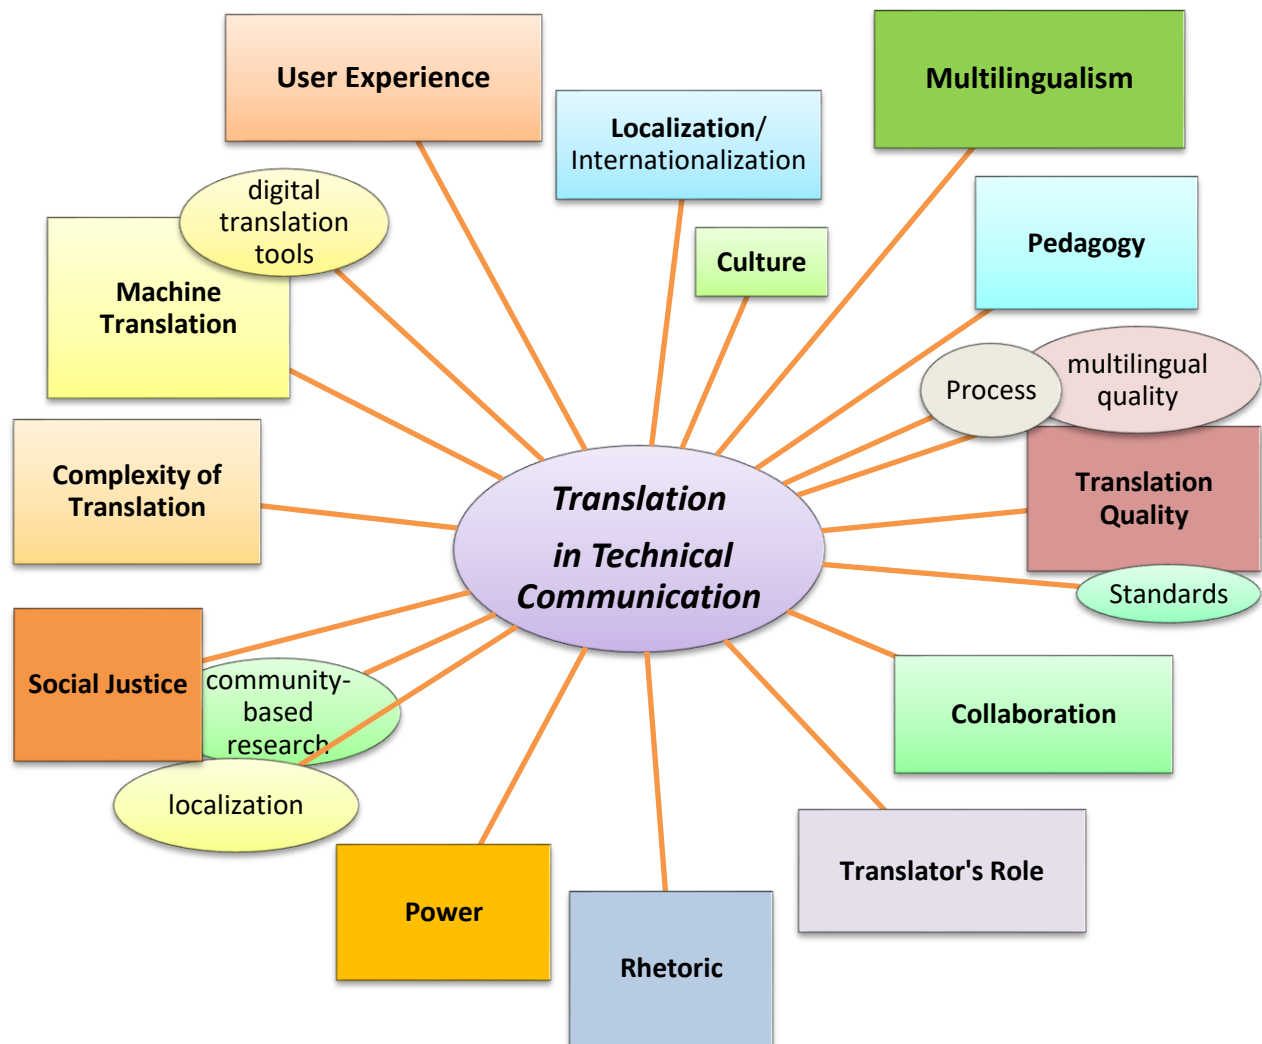 User Experience
Multilingualism
Localization/
Internationalization
digital
translation
tools
Culture
Pedagogy
Machine
Translation
Process
multilingual
quality
Complexity of
Translation
Translation
Quality
Translation
in Technical
Communication
Standards
Social Justice
community-
based
research
Collaboration
localization
Translator's Role
Power
Rhetoric